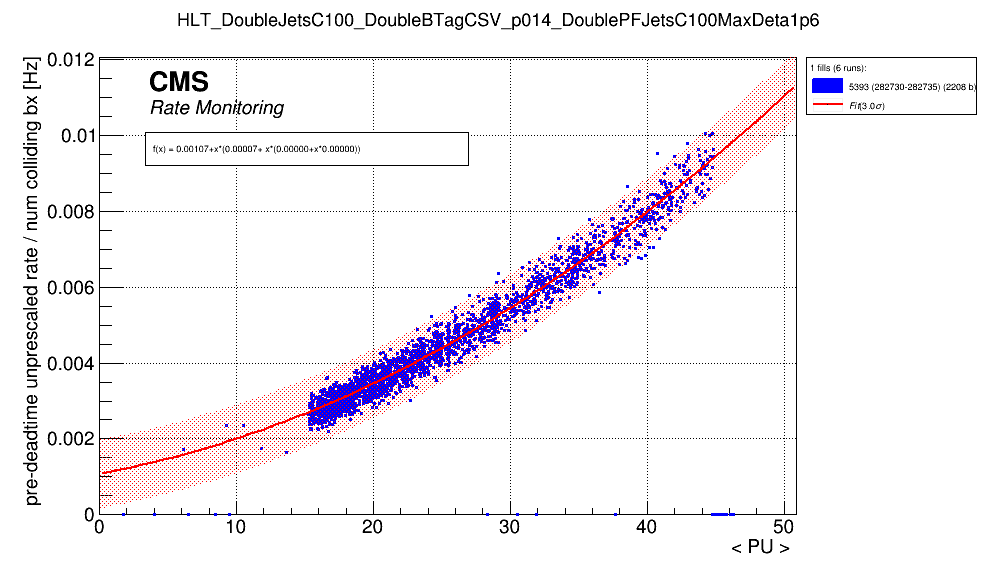 HLT_DoubleJetsC100_DoubleBTagCSV_p014_DoublePFJetsC100MaxDeta1p6
pre-deadtime unprescaled rate / num colliding bx [Hz]
0.012
0.01
0.008
0.006
0.004
0.002
0
CMS
Rate Monitoring
f(x) = 0.00107+x*(0.00007+ x*(0.00000+x*0.00000))
1 fills (6 runs):
5393 (282730-282735) (2208 b)
Fit(3.0σ)
0 10 20 30 40 50
< PU >